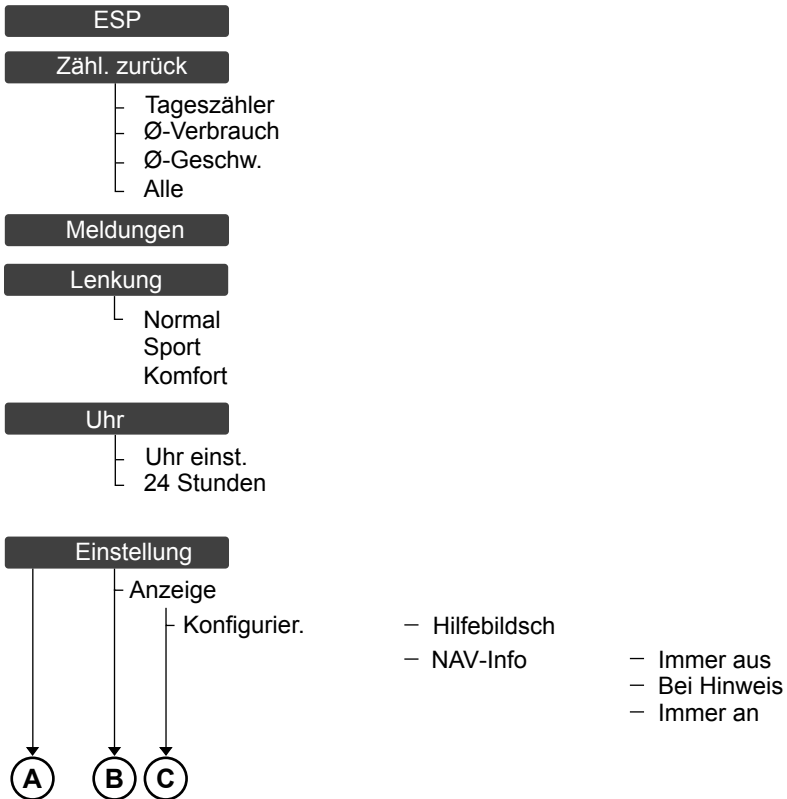 ESP
Zähl. zurück
Tageszähler
Ø-Verbrauch
Ø-Geschw.
Alle
Meldungen
Lenkung
Normal
Sport
Komfort
Uhr
Uhr einst.
24 Stunden
Einstellung
Anzeige
Konfigurier.
Hilfebildsch
NAV-Info
Immer aus
Bei Hinweis
Immer an
A
B
C